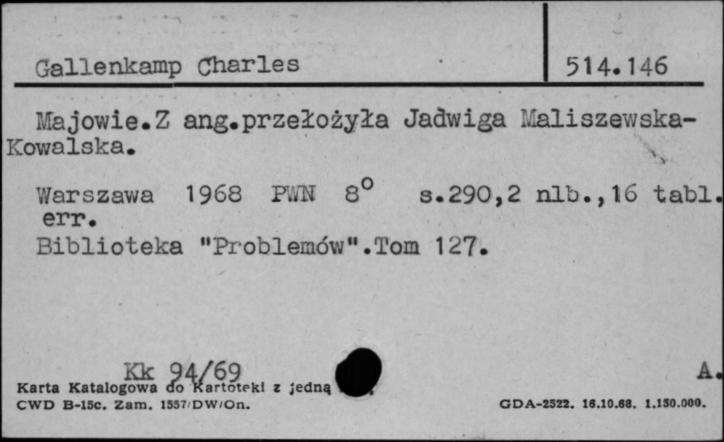 Gallenkamp Charles 514.146
Majowie.Z ang.przełożyła Jadwiga Maliszewska-
Kowalska.
Warszawa 1968 PWN 8° s.290,2 nlb.,16 tabl.
err.
Biblioteka "Problemów".Tom 127.
Kk 94/69 A.
Karta Katalogowa do Kartoteki z jedną
CWD B-15c. Zam. 1557/DW/On. GDA-2522. 16.10.68. 1.150.000.